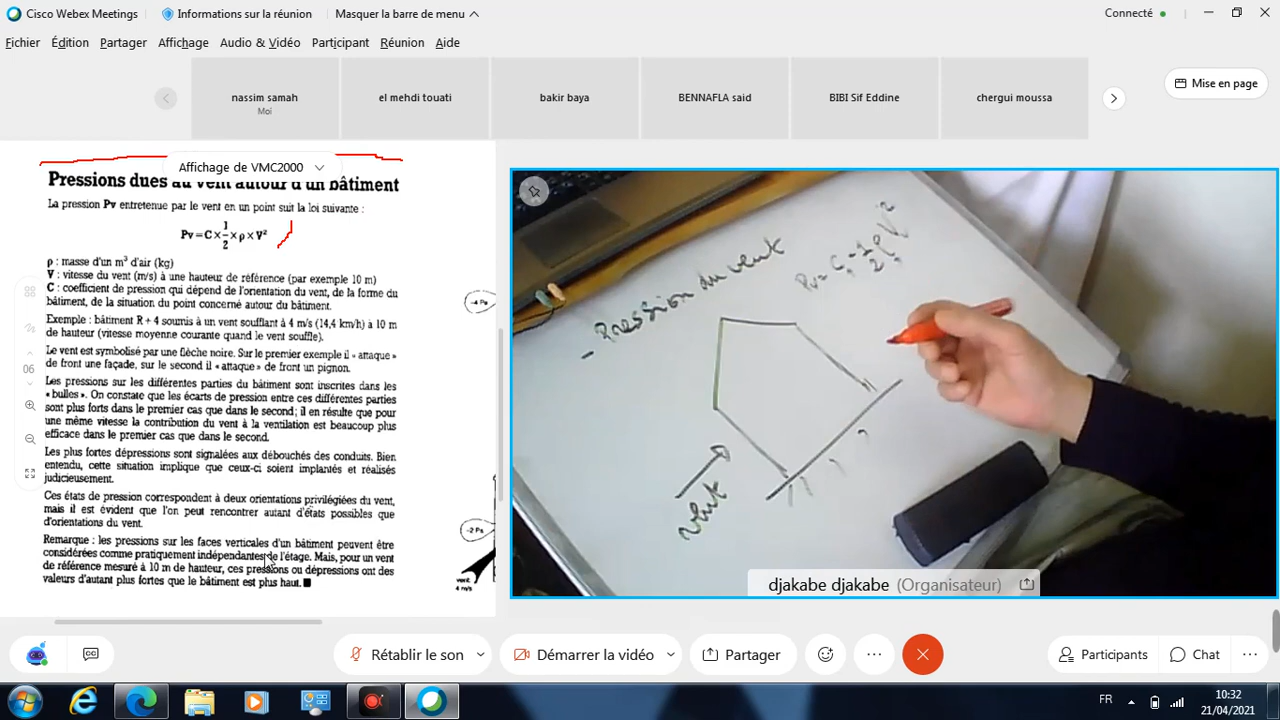 Cisco Webex Meetings
Informations sur la réunion
Masquer la barre de menu
Connecté
Fichier
Édition
Partager
Affichage
Audio & Vidéo
Participant
Réunion
Aide
nassim samah
Moi
el mehdi touati
bakir baya
BENNAFLA said
BIBI Sif Eddine
chergui moussa
Mise en page
Affichage de VMC2000
Pressions dues au vent autour d'un bâtiment
La pression Pv entretenue par le vent en un point suit la loi suivante :
Pv = C × 1/2 × ρ × V²
ρ : masse d'un m³ d'air (kg)
V : vitesse du vent (m/s) à une hauteur de référence (par exemple 10 m)
C : coefficient de pression qui dépend de l'orientation du vent, de la forme du
bâtiment, de la situation du point concerné autour du bâtiment.
Exemple : bâtiment R + 4 soumis à un vent soufflant à 4 m/s (14,4 km/h) à 10 m
de hauteur (vitesse moyenne courante quand le vent souffle).
Le vent est symbolisé par une flèche noire. Sur le premier exemple il « attaque »
de front une façade, sur le second il « attaque » de front un pignon.
Les pressions sur les différentes parties du bâtiment sont inscrites dans les
« bulles ». On constate que les écarts de pression entre ces différentes parties
sont plus forts dans le premier cas que dans le second; il en résulte que pour
une même vitesse la contribution du vent à la ventilation est beaucoup plus
efficace dans le premier cas que dans le second.
Les plus fortes dépressions sont signalées aux débouchés des conduits. Bien
entendu, cette situation implique que ceux-ci soient implantés et réalisés
judicieusement.
Ces états de pression correspondent à deux orientations privilégiées du vent,
mais il est évident que l'on peut rencontrer autant d'états possibles que
d'orientations du vent.
Remarque : les pressions sur les faces verticales d'un bâtiment peuvent être
considérées comme pratiquement indépendantes de l'étage. Mais, pour un vent
de référence mesuré à 10 m de hauteur, ces pressions ou dépressions ont des
valeurs d'autant plus fortes que le bâtiment est plus haut.
06
-4 Pa
-2 Pa
vent
4 m/s
- Pression du vent
Pv = C · 1/2 ρ V²
vent
djakabe djakabe (Organisateur)
Rétablir le son
Démarrer la vidéo
Partager
Participants
Chat
CC
FR
10:32
21/04/2021